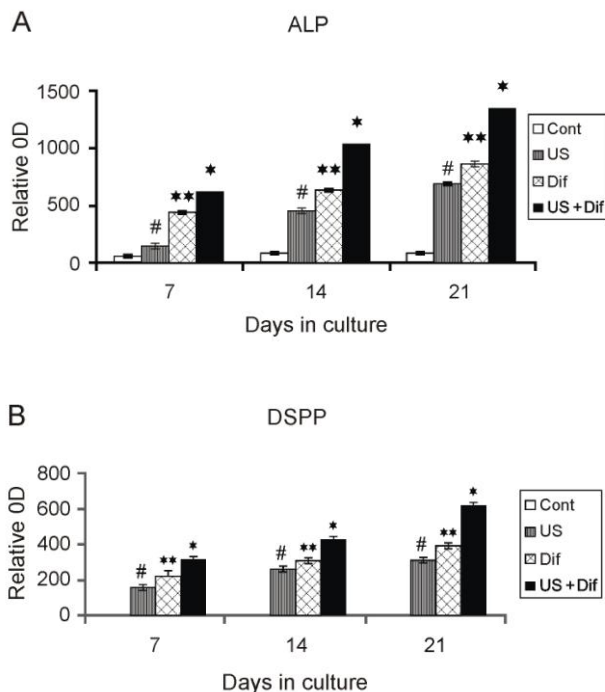 A
ALP
Relative 0D
1500
1000
500
0
# ** *
# ** *
# ** *
7 14 21
Days in culture
Cont
US
Dif
US + Dif
B
DSPP
Relative 0D
800
600
400
200
0
# ** *
# ** *
# ** *
7 14 21
Days in culture
Cont
US
Dif
US + Dif